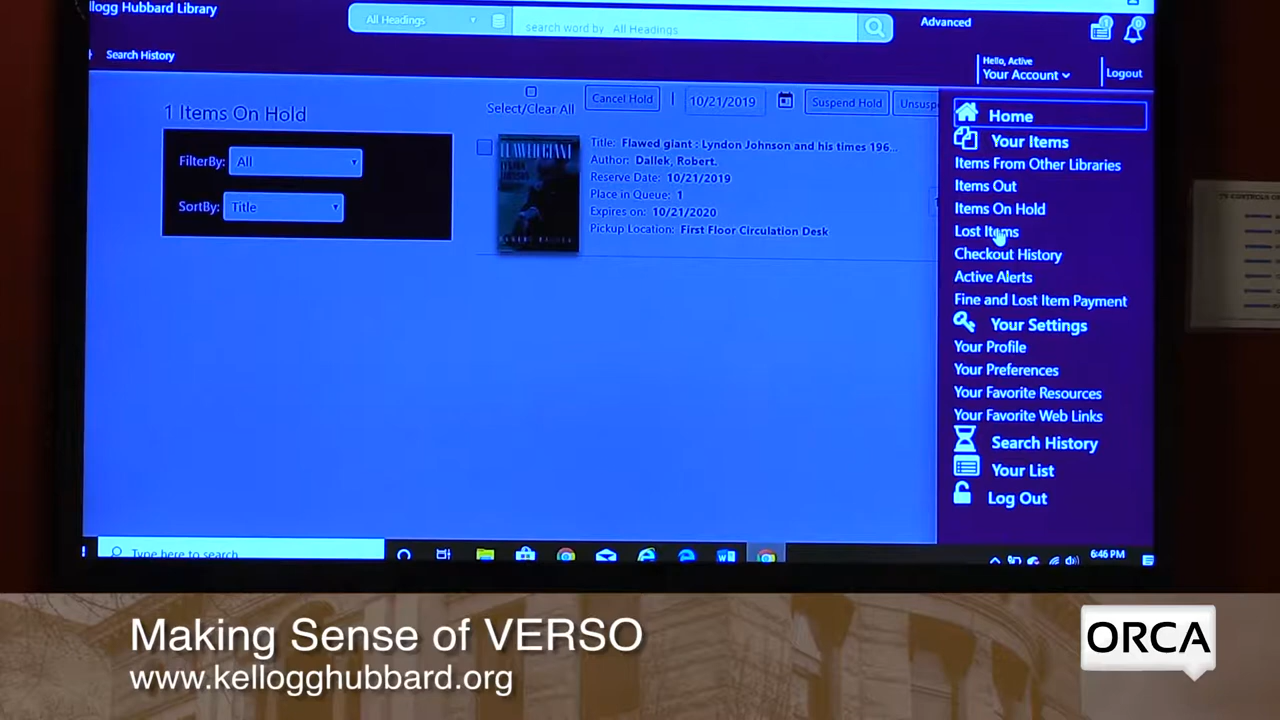 llogg Hubbard Library
All Headings
search word by All Headings
Advanced
1
0
Search History
Hello, Active
Your Account
Logout
1 Items On Hold
Select/Clear All
Cancel Hold
10/21/2019
Suspend Hold
Unsusp
FilterBy: All
SortBy: Title
FLAWED GIANT
Title: Flawed giant : Lyndon Johnson and his times 196...
Author: Dallek, Robert.
Reserve Date: 10/21/2019
Place in Queue: 1
Expires on: 10/21/2020
Pickup Location: First Floor Circulation Desk
Home
Your Items
Items From Other Libraries
Items Out
Items On Hold
Lost Items
Checkout History
Active Alerts
Fine and Lost Item Payment
Your Settings
Your Profile
Your Preferences
Your Favorite Resources
Your Favorite Web Links
Search History
Your List
Log Out
Type here to search
6:46 PM
Making Sense of VERSO
www.kellogghubbard.org
ORCA